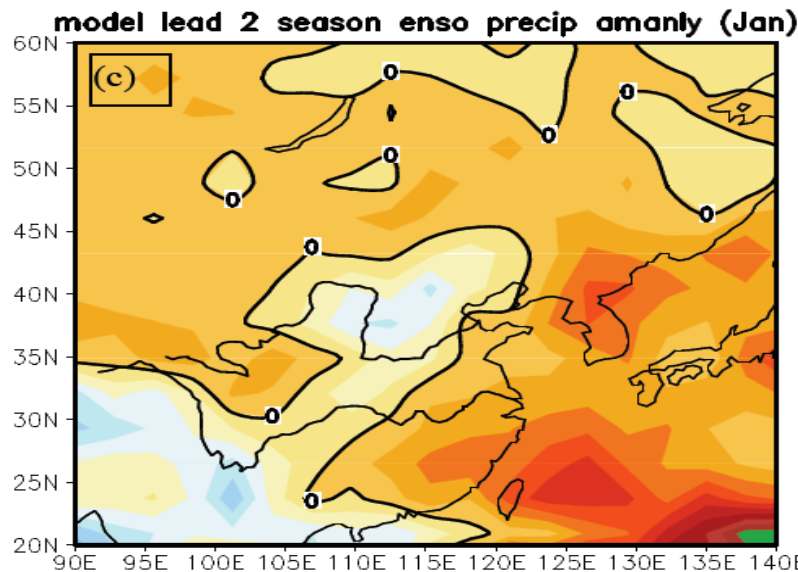 model lead 2 season enso precip amanly (Jan)
60N
(c)
0
55N
0
0
50N
0
0
0
45N
0
40N
35N
30N
0
25N
0
20N
90E 95E 100E 105E 110E 115E 120E 125E 130E 135E 140E